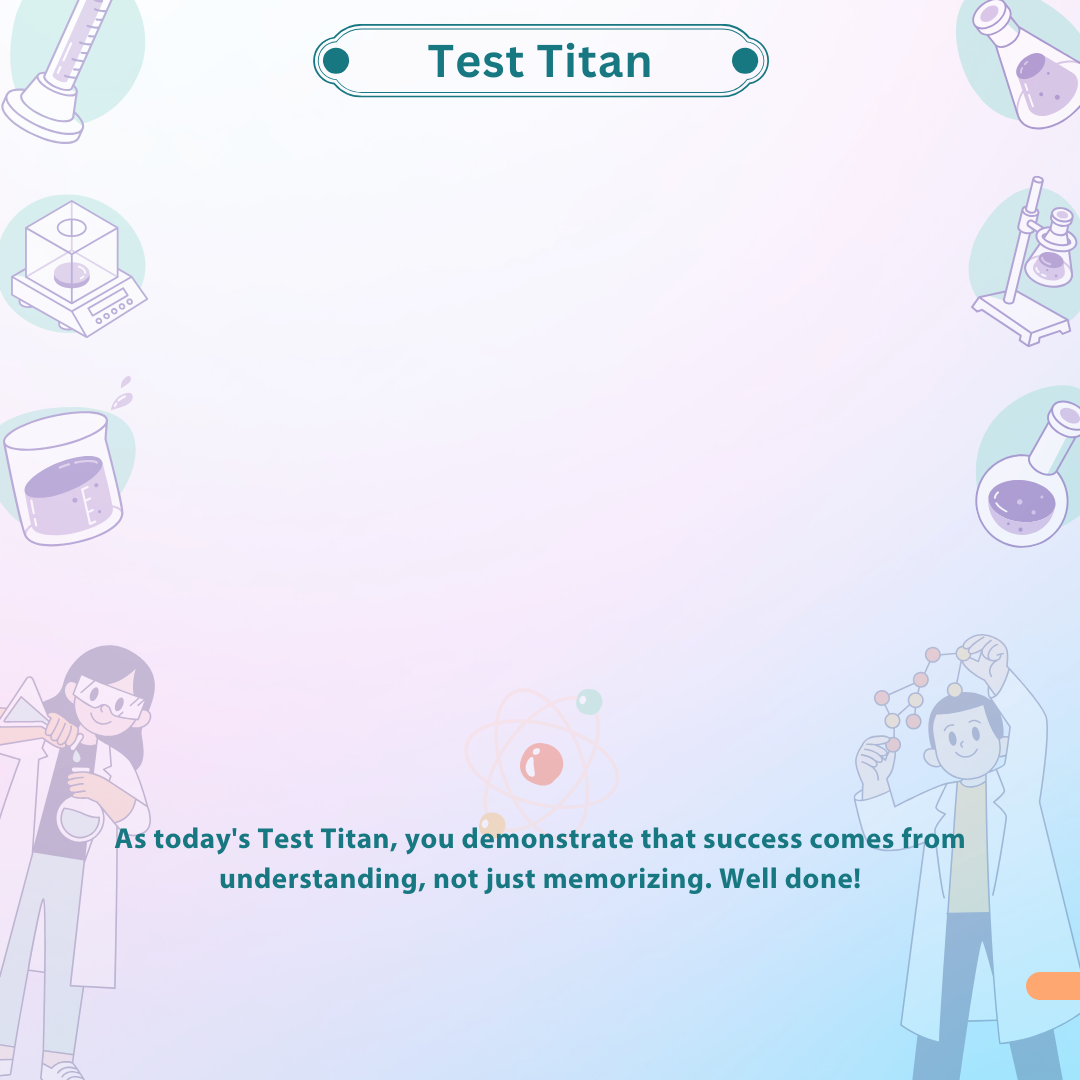 Test Titan
As today's Test Titan, you demonstrate that success comes from
understanding, not just memorizing. Well done!